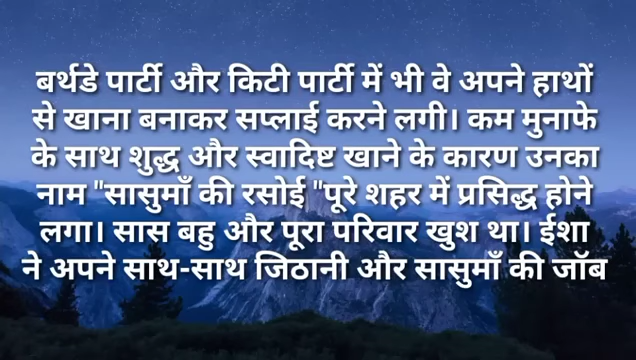 बर्थडे पार्टी और किटी पार्टी में भी वे अपने हाथों
से खाना बनाकर सप्लाई करने लगी। कम मुनाफे
के साथ शुद्ध और स्वादिष्ट खाने के कारण उनका
नाम "सासुमाँ की रसोई "पूरे शहर में प्रसिद्ध होने
लगा। सास बहु और पूरा परिवार खुश था। ईशा
ने अपने साथ-साथ जिठानी और सासुमाँ की जॉब